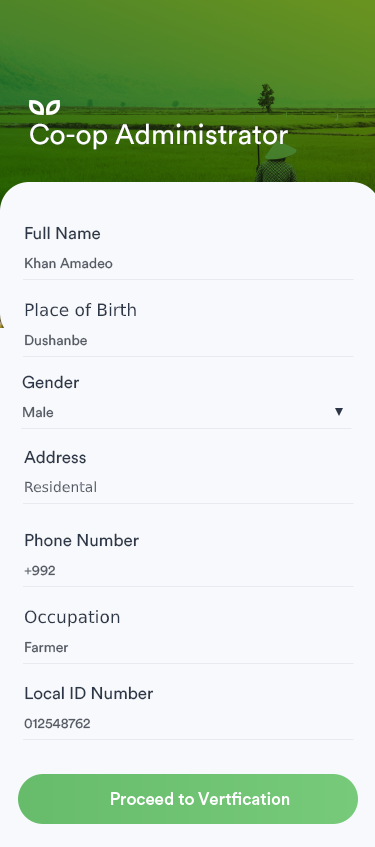 Co-op Administrator
Full Name
Khan Amadeo
Place of Birth
Dushanbe
Gender
Male
Address
Residental
Phone Number
+992
Occupation
Farmer
Local ID Number
012548762
Proceed to Vertfication